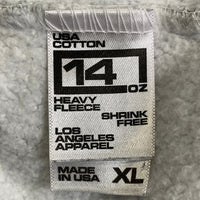 USA
COTTON
14 OZ
HEAVY
FLEECE
SHRINK
FREE
LOS
ANGELES
APPAREL
MADE
IN USA
XL